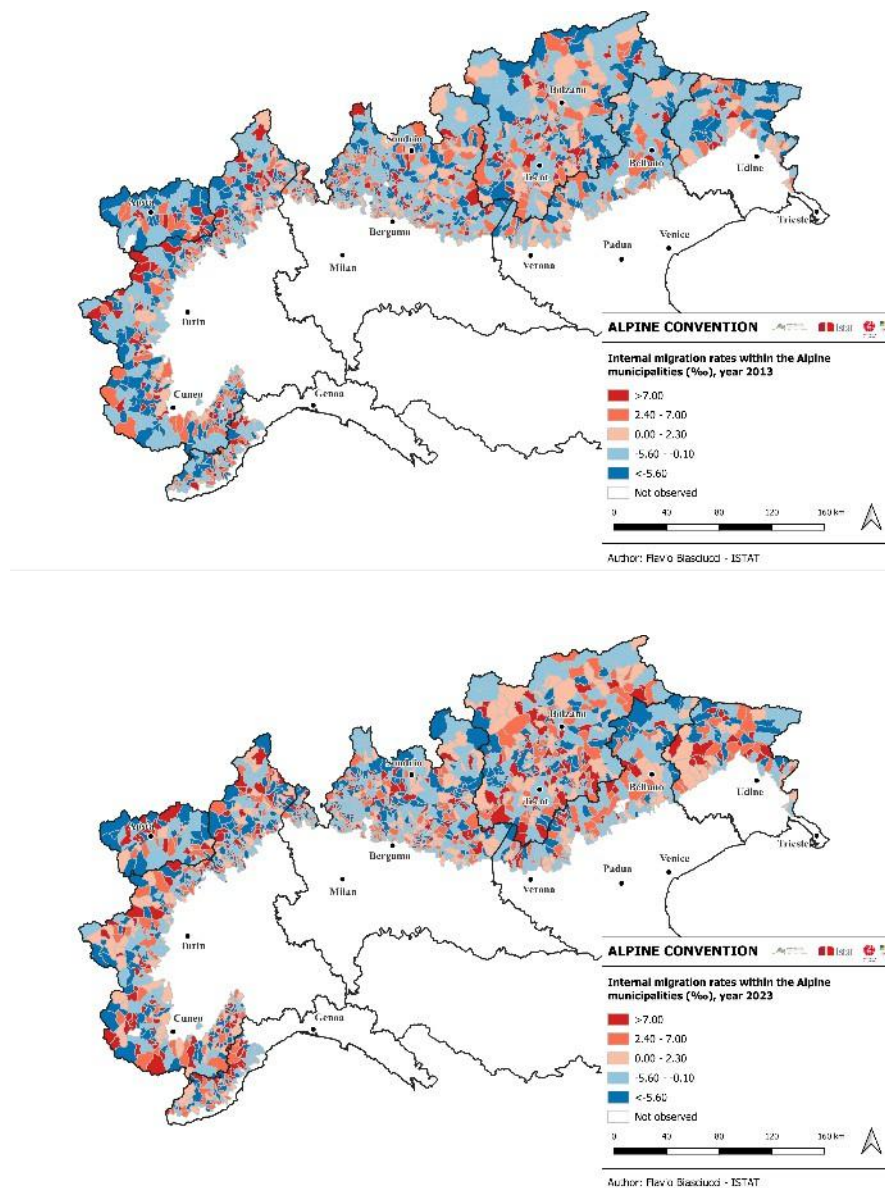 Bolzano
Sondrio
Trent
Belluno
Udine
Aosta
Trieste
Bergamo
Venice
Padua
Verona
Milan
Turin
Cuneo
Genoa
ALPINE CONVENTION
Istat
Internal migration rates within the Alpine
municipalities (‰), year 2013
>7.00
2.40 - 7.00
0.00 - 2.30
-5.60 - -0.10
<-5.60
Not observed
0 40 80 120 160 km
Author: Flavio Biasciucci - ISTAT
Bolzano
Sondrio
Trent
Belluno
Udine
Aosta
Trieste
Bergamo
Venice
Padua
Verona
Milan
Turin
Cuneo
Genoa
ALPINE CONVENTION
Istat
Internal migration rates within the Alpine
municipalities (‰), year 2023
>7.00
2.40 - 7.00
0.00 - 2.30
-5.60 - -0.10
<-5.60
Not observed
0 40 80 120 160 km
Author: Flavio Biasciucci - ISTAT